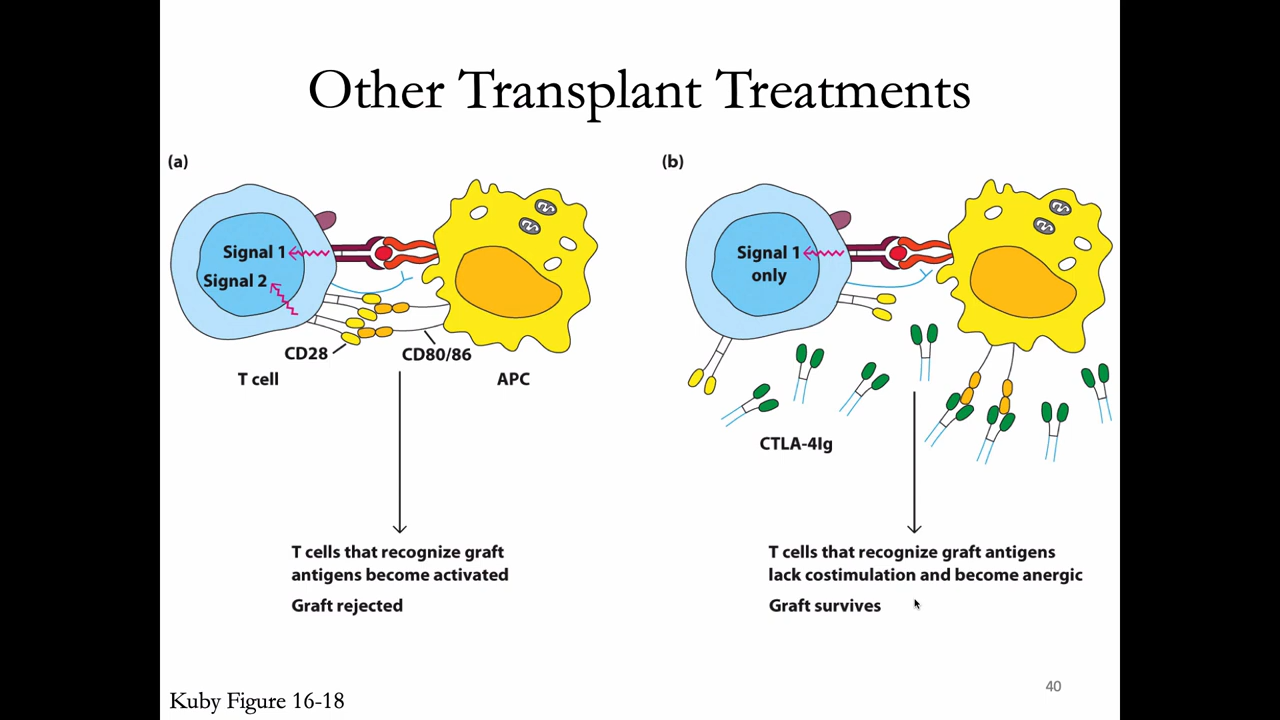 Other Transplant Treatments
(a)
Signal 1
Signal 2
CD28
CD80/86
T cell
APC
T cells that recognize graft
antigens become activated
Graft rejected
(b)
Signal 1
only
CTLA-4Ig
T cells that recognize graft antigens
lack costimulation and become anergic
Graft survives
Kuby Figure 16-18
40